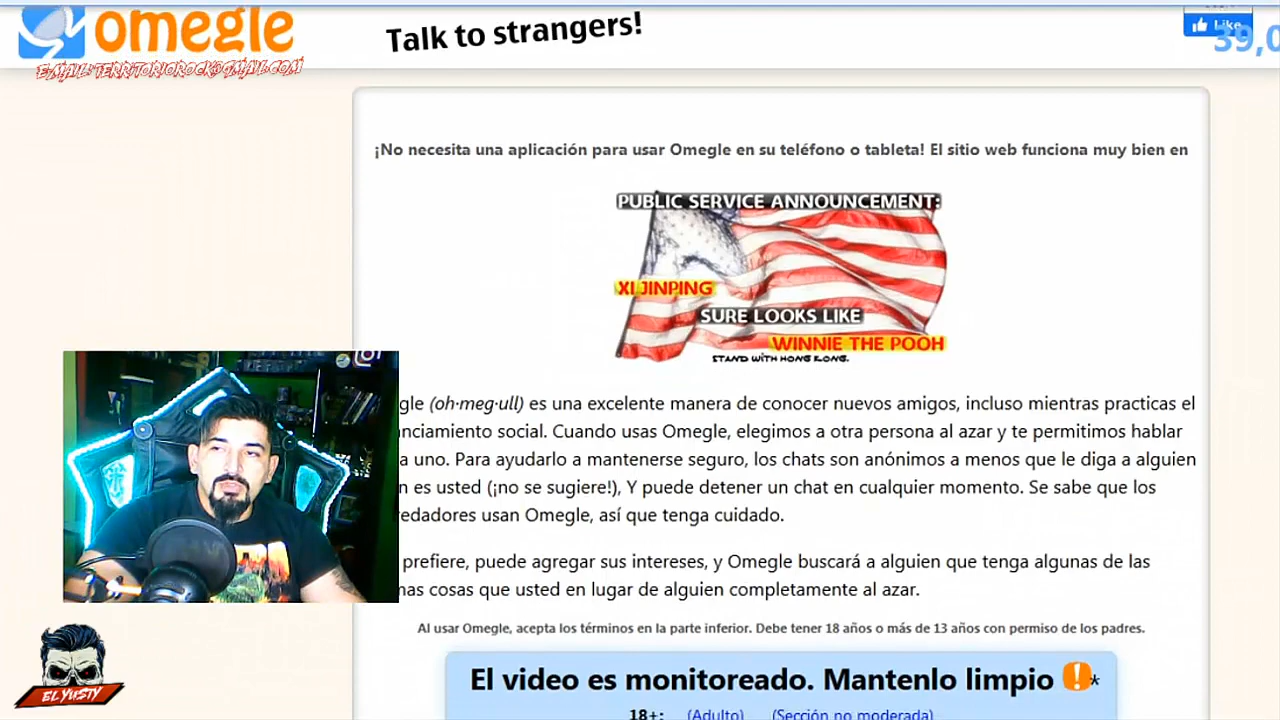 omegle
Talk to strangers!
Like
39,0
EMAIL:TERRITORIOROCK@GMAIL.COM
¡No necesita una aplicación para usar Omegle en su teléfono o tableta! El sitio web funciona muy bien en
PUBLIC SERVICE ANNOUNCEMENT:
XI JINPING
SURE LOOKS LIKE
WINNIE THE POOH
STAND WITH HONG KONG.
gle (oh·meg·ull) es una excelente manera de conocer nuevos amigos, incluso mientras practicas el
nciamiento social. Cuando usas Omegle, elegimos a otra persona al azar y te permitimos hablar
a uno. Para ayudarlo a mantenerse seguro, los chats son anónimos a menos que le diga a alguien
n es usted (¡no se sugiere!), Y puede detener un chat en cualquier momento. Se sabe que los
redadores usan Omegle, así que tenga cuidado.
prefiere, puede agregar sus intereses, y Omegle buscará a alguien que tenga algunas de las
nas cosas que usted en lugar de alguien completamente al azar.
Al usar Omegle, acepta los términos en la parte inferior. Debe tener 18 años o más de 13 años con permiso de los padres.
EL YUSTY
El video es monitoreado. Mantenlo limpio ! *
18+: (Adulto) (Sección no moderada)